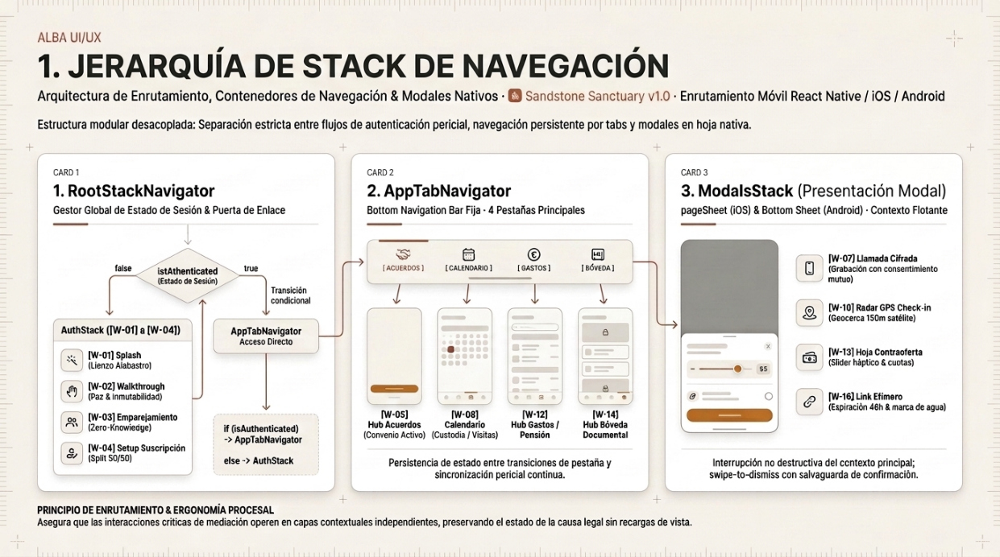 ALBA UI/UX
1. JERARQUÍA DE STACK DE NAVEGACIÓN
Arquitectura de Enrutamiento, Contenedores de Navegación & Modales Nativos · Sandstone Sanctuary v1.0 · Enrutamiento Móvil React Native / iOS / Android
Estructura modular desacoplada: Separación estricta entre flujos de autenticación pericial, navegación persistente por tabs y modales en hoja nativa.
CARD 1
1. RootStackNavigator
Gestor Global de Estado de Sesión & Puerta de Enlace
false
true
istAthenticated
(Estado de Sesiún)
Transición
condicional
AuthStack ([W-01] a [W-04])
[W-01] Splash
(Lienzo Aiabastro)
[W-02] Walkthrough
(Paz & inmutabilidad)
[W-03] Emparejamiento
(Zero-Knowledge)
[W-04] Setup Suscripción
(Split 50/50)
AppTabNavigator
Acceso Directo
if (isAuthenticated)
-> AppTabNavigator
else -> AuthStack
CARD 2
2. AppTabNavigator
Bottom Navigation Bar Fija · 4 Pestañas Principales
[ ACUERDOS ]
[ CALENDARIO ]
[ GASTOS ]
[ BÓVEDA ]
[W-05]
Hub Acuerdos
(Convenio Activo)
[W-08]
Calendario
(Custodia / Visitas)
[W-12]
Hub Gastos /
Pensión
[W-14]
Hub Bóveda
Documental
Persistencia de estado entre transiciones de pestaña y
sincronización pericial continua.
CARD 3
3. ModalsStack (Presentación Modal)
pageSheet (iOS) & Bottom Sheet (Android) · Contexto Flotante
[W-07] Llamada Cifrada
(Grabación con consentimiento
mutuo)
[W-10] Radar GPS Check-in
(Geocerca 150m satélite)
[W-13] Hoja Contraoferta
(Slider háptico & cuotas)
[W-16] Link Efímero
(Espiración 46h & marca de agua)
Interrupción no destructiva del contexto principal;
swipe-to-dismiss con salvaguarda de confirmación.
PRINCIPIO DE ENRUTAMIENTO & ERGONOMÍA PROCESAL
Asegura que las interacciones criticas de mediación operen en capas contextuales independientes, preservando el estado de la causa legal sin recargas de vista.